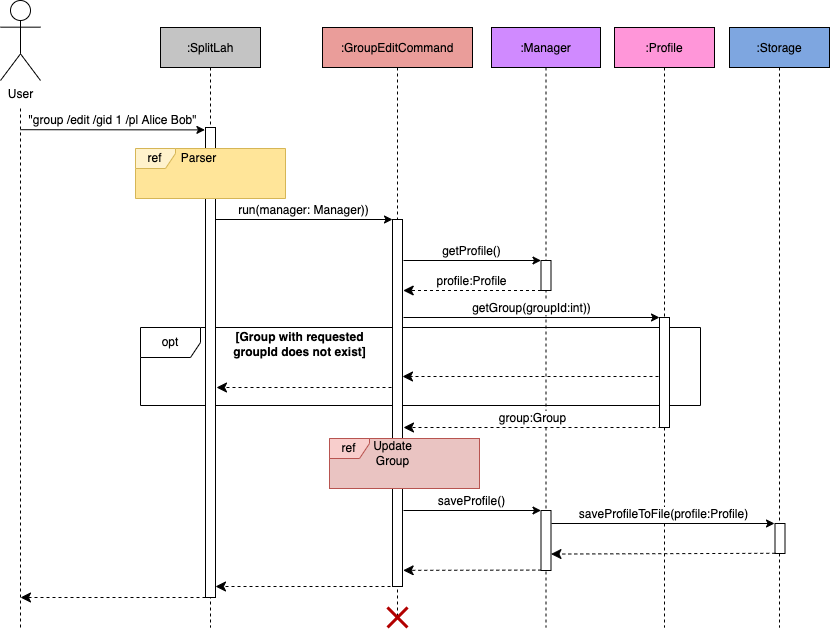 :SplitLah
:GroupEditCommand
:Manager
:Profile
:Storage
User
"group /edit /gid 1 /pl Alice Bob"
ref
Parser
run(manager: Manager))
getProfile()
profile:Profile
getGroup(groupId:int))
opt
[Group with requested
groupId does not exist]
group:Group
ref
Update
Group
saveProfile()
saveProfileToFile(profile:Profile)